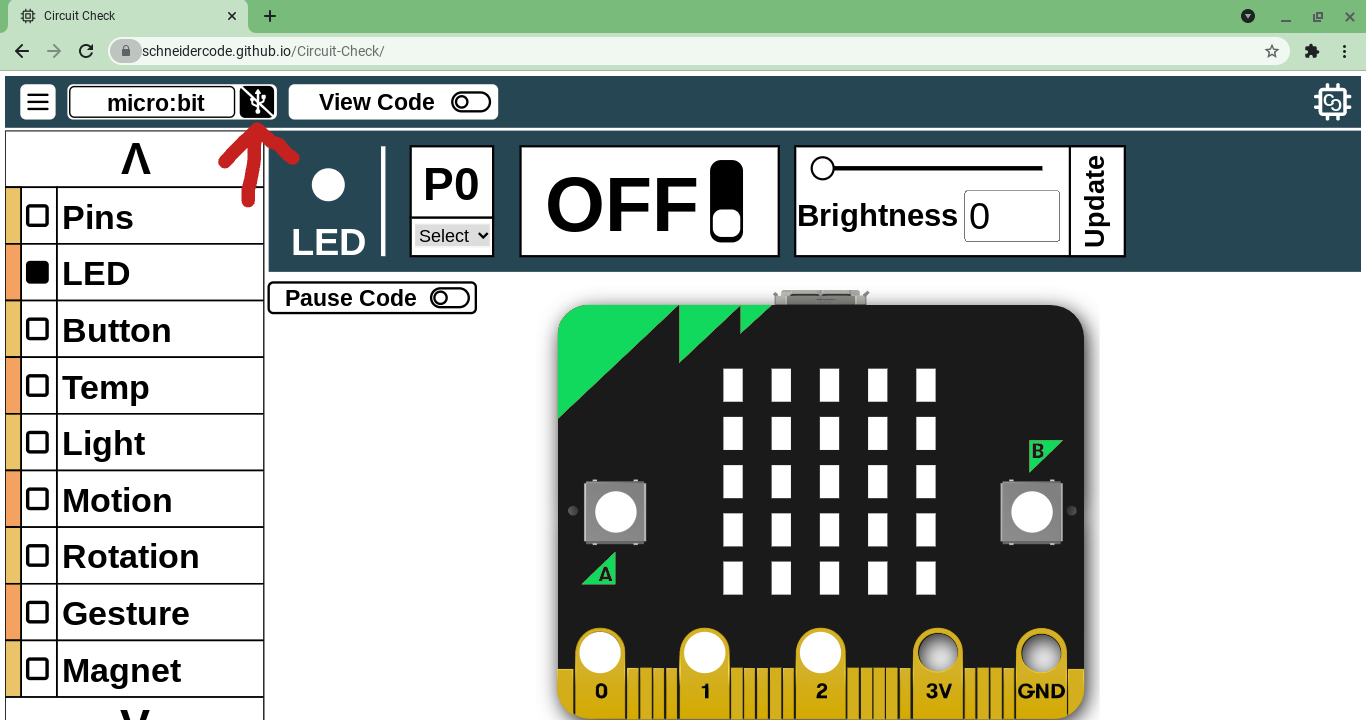 Circuit Check
schneidercode.github.io/Circuit-Check/
micro:bit
View Code
Pins
LED
Button
Temp
Light
Motion
Rotation
Gesture
Magnet
LED
P0
Select
OFF
Brightness 0
Update
Pause Code
B
A
0 1 2 3V GND